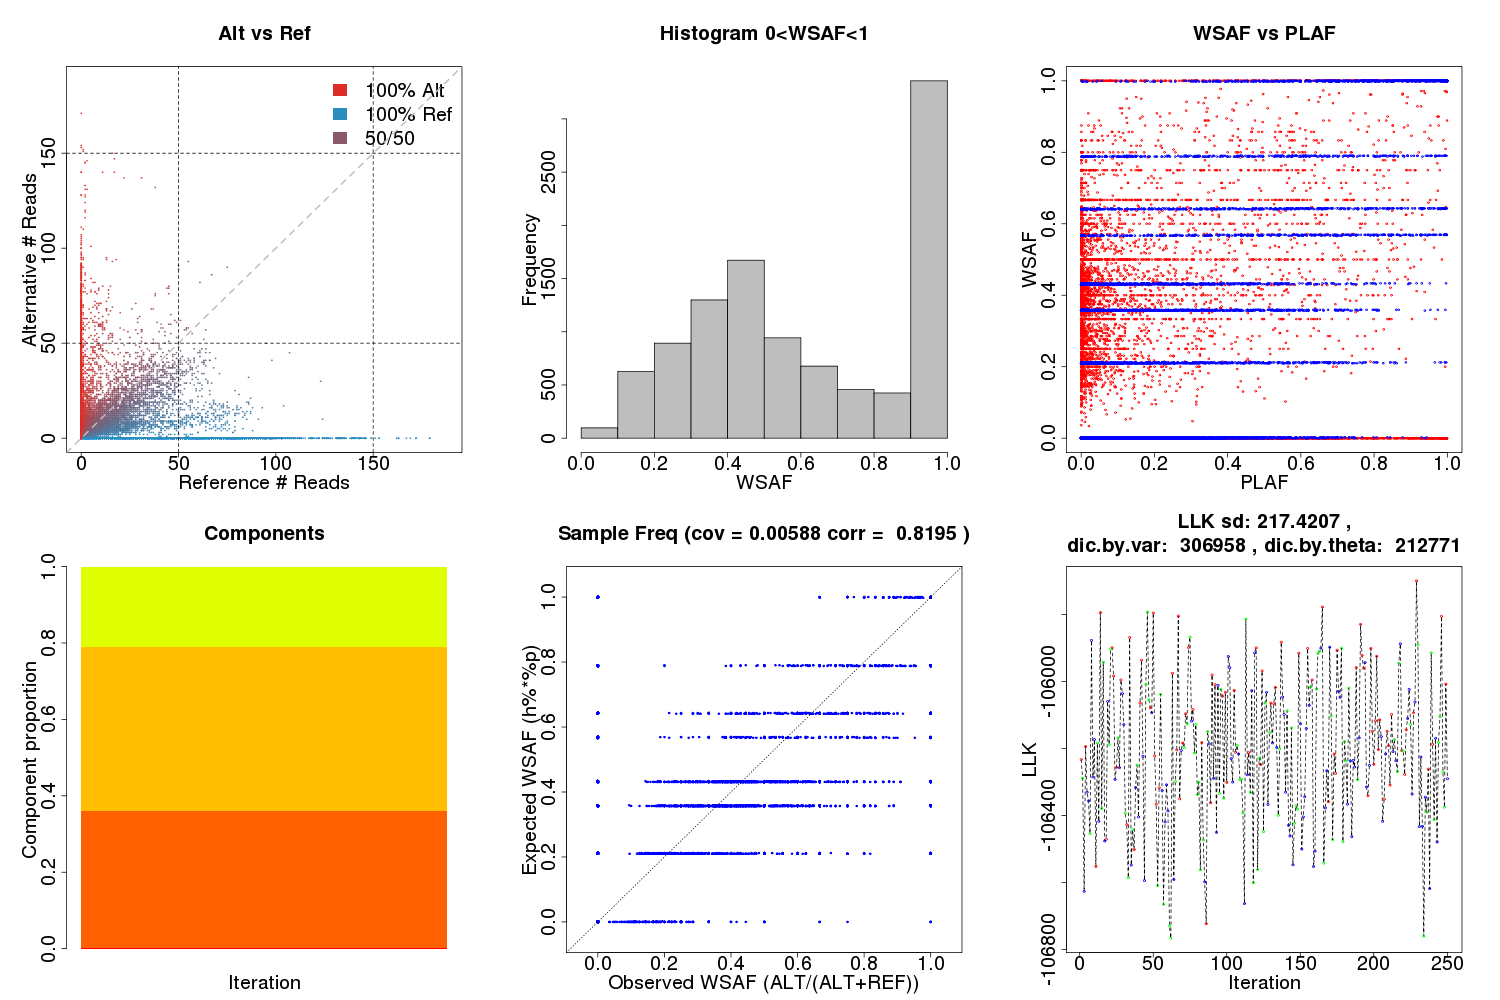 Alt vs Ref
100% Alt
100% Ref
50/50
Alternative # Reads
0 50 100 150
0 50 100 150
Reference # Reads
Histogram 0<WSAF<1
Frequency
0 500 1500 2500
0.0 0.2 0.4 0.6 0.8 1.0
WSAF
WSAF vs PLAF
WSAF
0.0 0.2 0.4 0.6 0.8 1.0
0.0 0.2 0.4 0.6 0.8 1.0
PLAF
Components
Component proportion
0.0 0.2 0.4 0.6 0.8 1.0
Iteration
Sample Freq (cov = 0.00588 corr = 0.8195 )
Expected WSAF (h%*%p)
0.0 0.2 0.4 0.6 0.8 1.0
0.0 0.2 0.4 0.6 0.8 1.0
Observed WSAF (ALT/(ALT+REF))
LLK sd: 217.4207 ,
dic.by.var: 306958 , dic.by.theta: 212771
LLK
-106800 -106400 -106000
0 50 100 150 200 250
Iteration